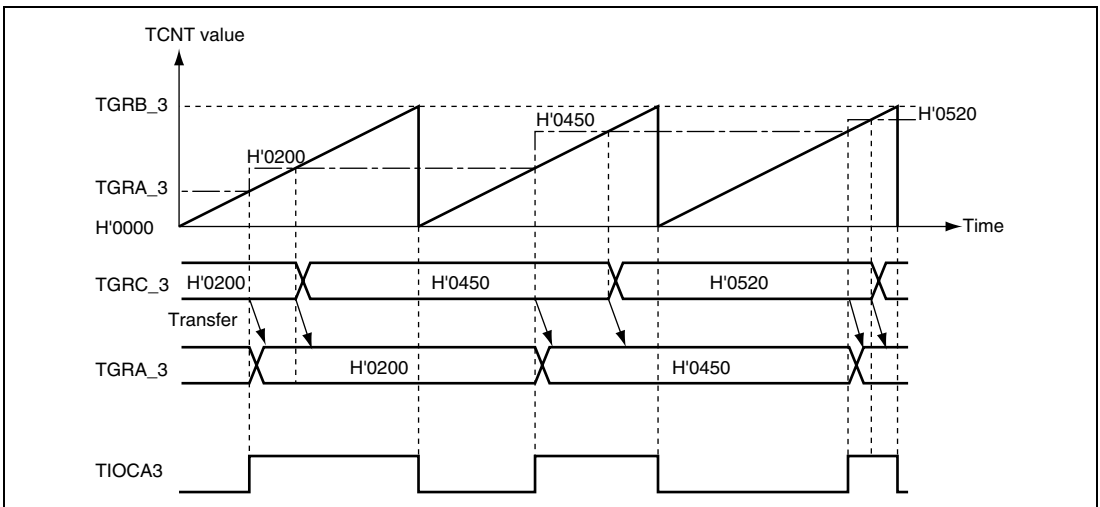 TCNT value
TGRB_3
H'0520
H'0450
H'0200
TGRA_3
H'0000
Time
TGRC_3
H'0200
H'0450
H'0520
Transfer
TGRA_3
H'0200
H'0450
TIOCA3